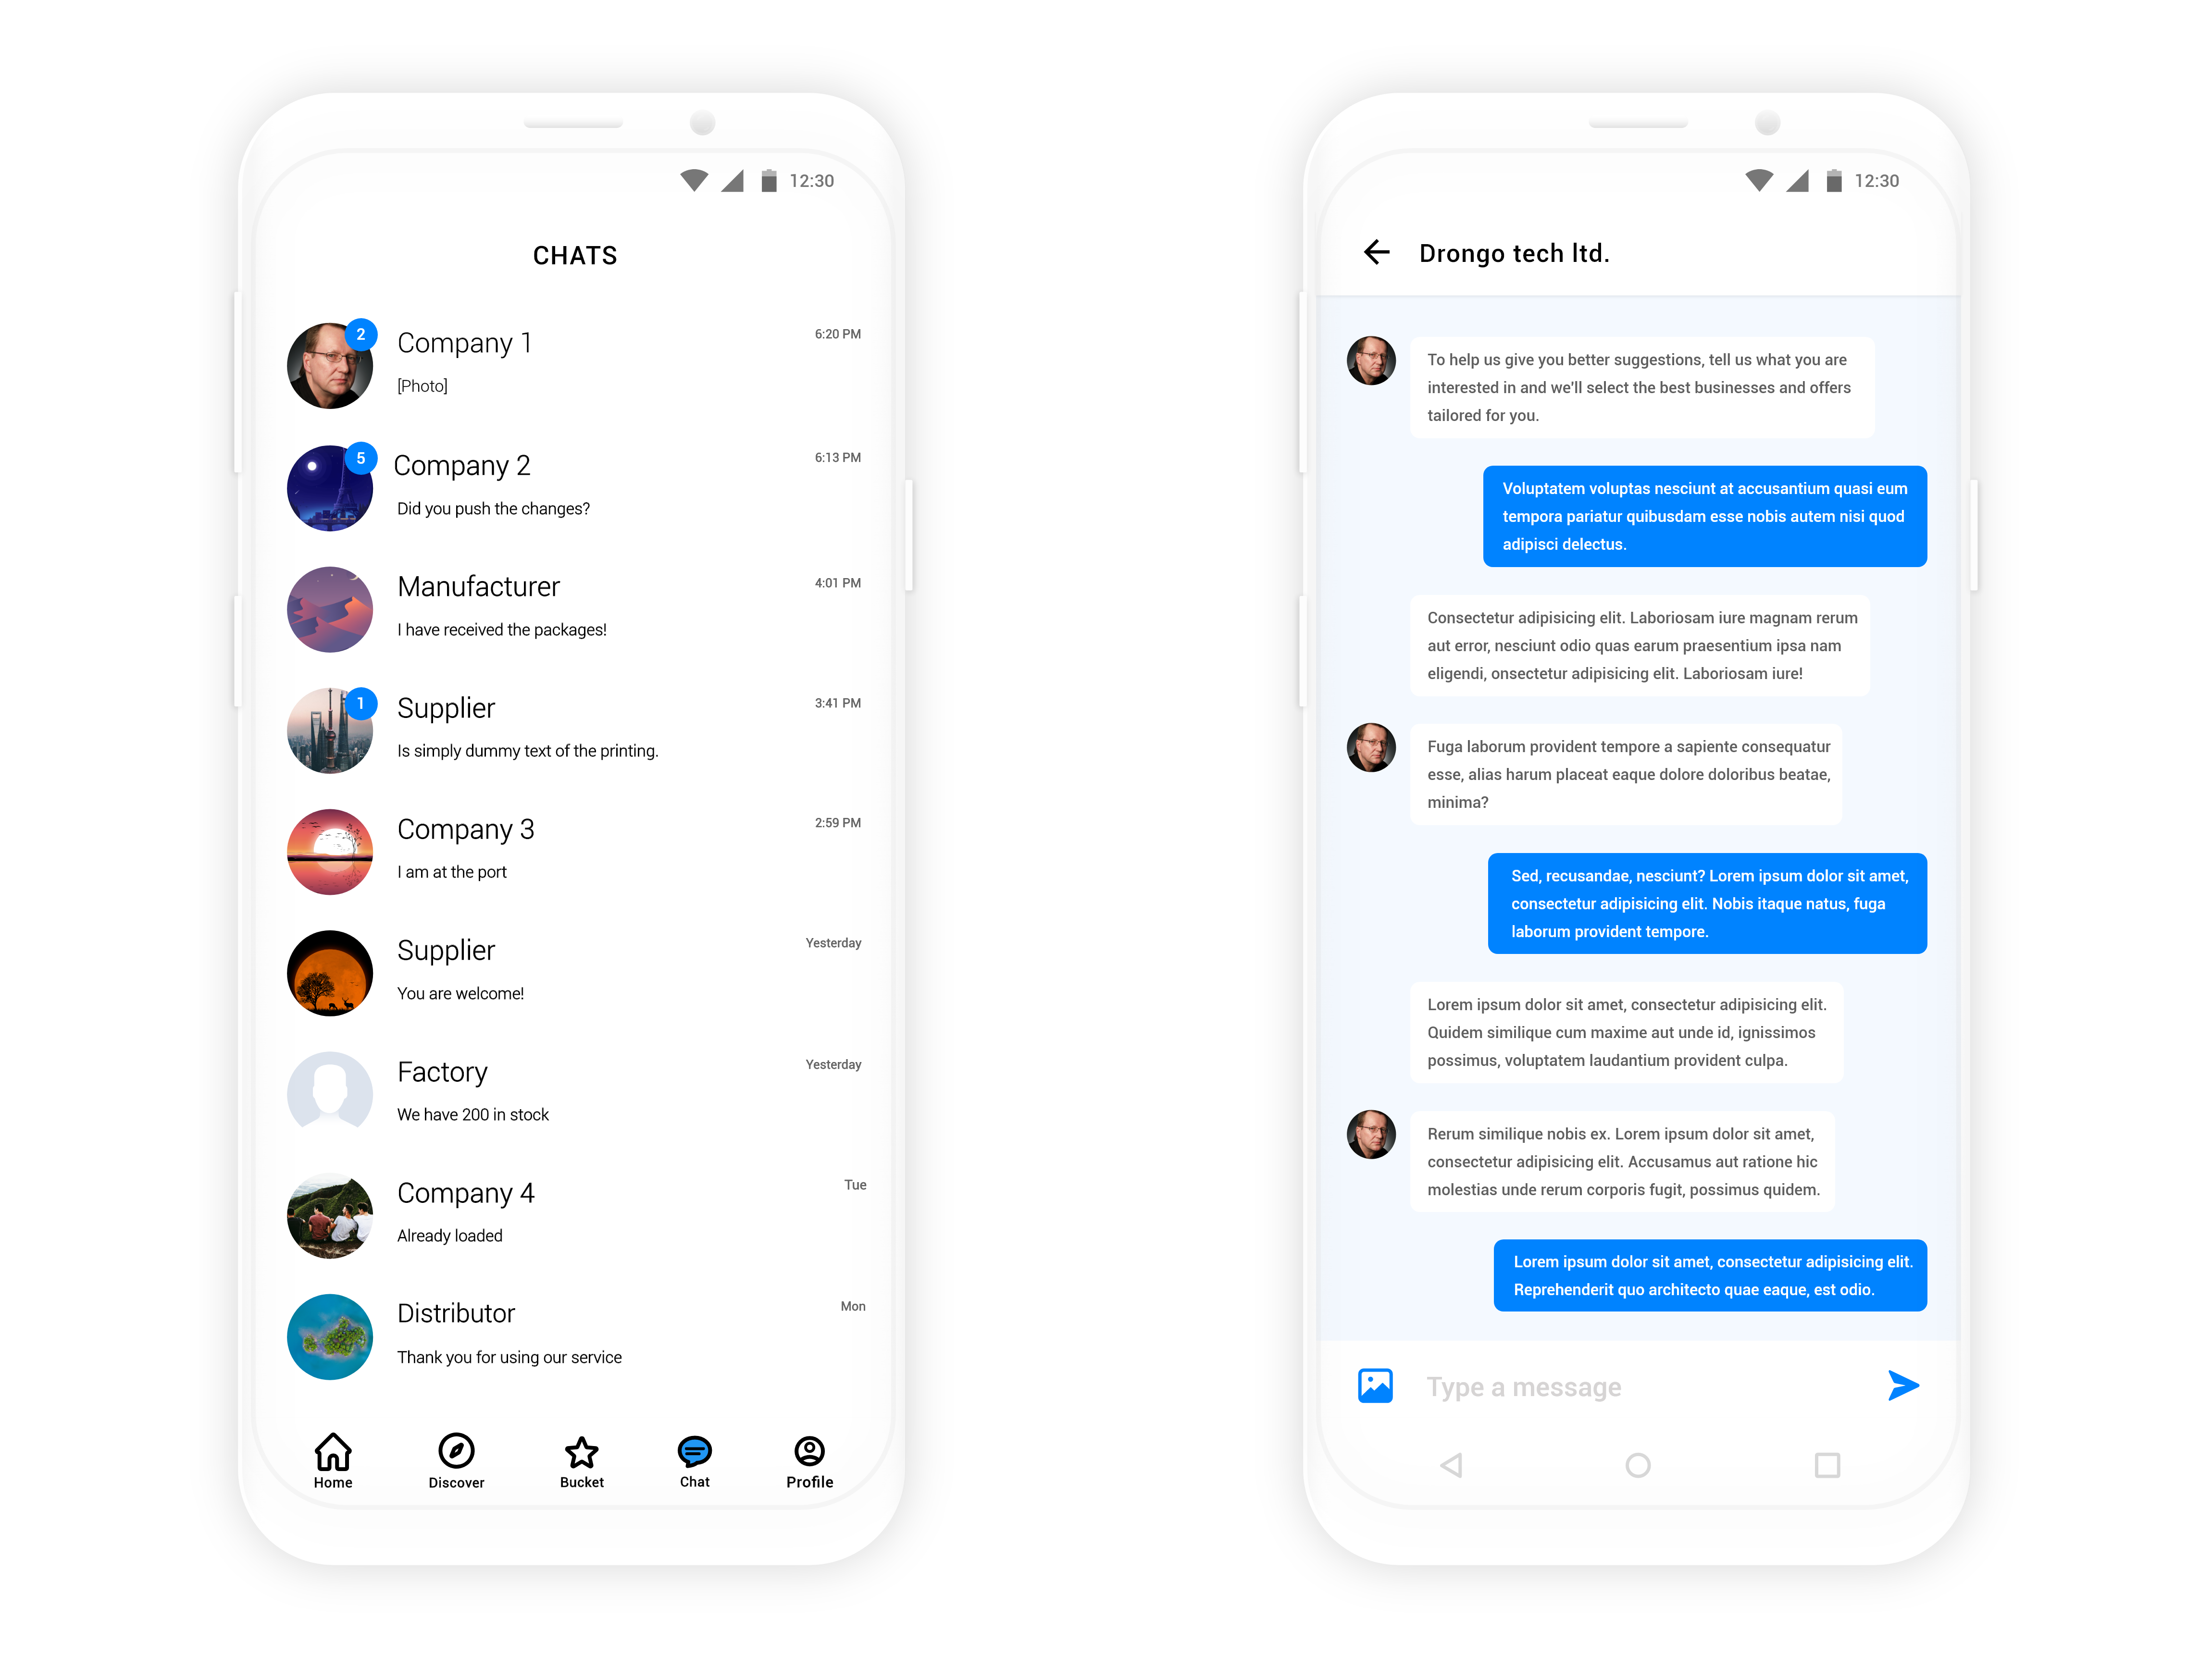 12:30
CHATS
2
Company 1
6:20 PM
[Photo]
5
Company 2
6:13 PM
Did you push the changes?
Manufacturer
4:01 PM
I have received the packages!
1
Supplier
3:41 PM
Is simply dummy text of the printing.
Company 3
2:59 PM
I am at the port
Supplier
Yesterday
You are welcome!
Factory
Yesterday
We have 200 in stock
Company 4
Tue
Already loaded
Distributor
Mon
Thank you for using our service
Home
Discover
Bucket
Chat
Profile
12:30
Drongo tech ltd.
To help us give you better suggestions, tell us what you are
interested in and we'll select the best businesses and offers
tailored for you.
Voluptatem voluptas nesciunt at accusantium quasi eum
tempora pariatur quibusdam esse nobis autem nisi quod
adipisci delectus.
Consectetur adipisicing elit. Laboriosam iure magnam rerum
aut error, nesciunt odio quas earum praesentium ipsa nam
eligendi, onsectetur adipisicing elit. Laboriosam iure!
Fuga laborum provident tempore a sapiente consequatur
esse, alias harum placeat eaque dolore doloribus beatae,
minima?
Sed, recusandae, nesciunt? Lorem ipsum dolor sit amet,
consectetur adipisicing elit. Nobis itaque natus, fuga
laborum provident tempore.
Lorem ipsum dolor sit amet, consectetur adipisicing elit.
Quidem similique cum maxime aut unde id, ignissimos
possimus, voluptatem laudantium provident culpa.
Rerum similique nobis ex. Lorem ipsum dolor sit amet,
consectetur adipisicing elit. Accusamus aut ratione hic
molestias unde rerum corporis fugit, possimus quidem.
Lorem ipsum dolor sit amet, consectetur adipisicing elit.
Reprehenderit quo architecto quae eaque, est odio.
Type a message